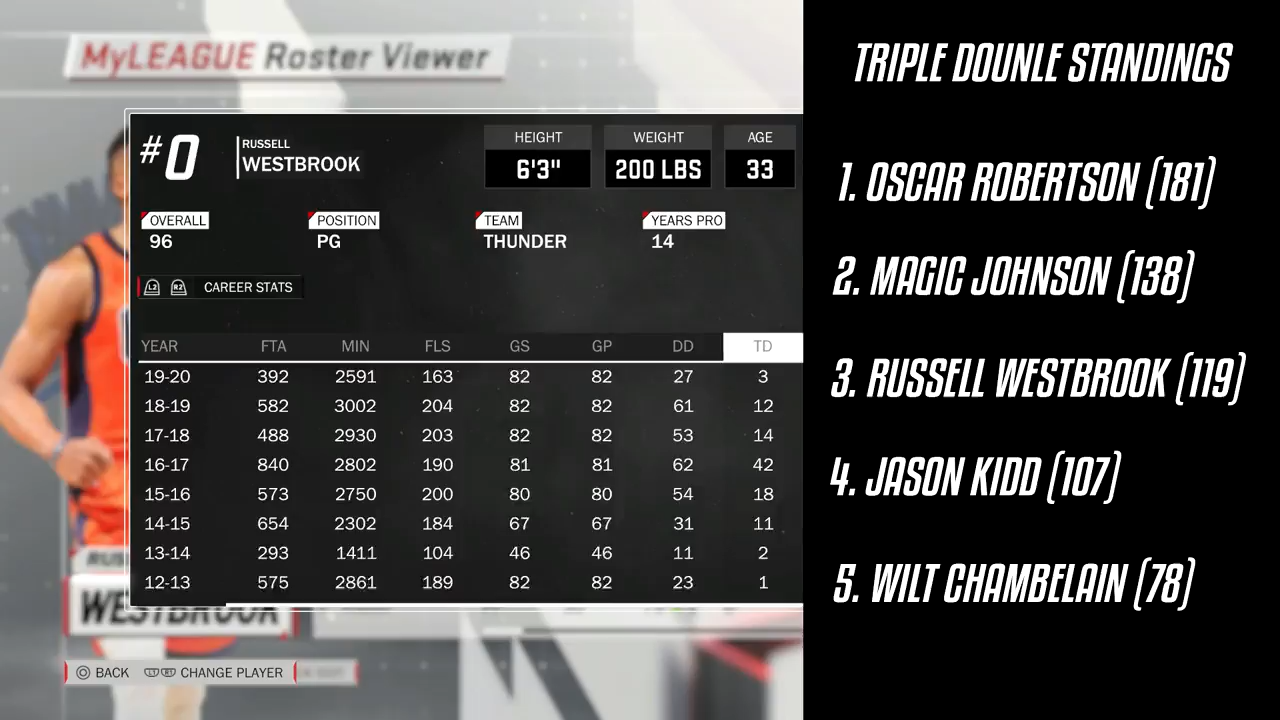 MyLEAGUE Roster Viewer
#0 RUSSELL WESTBROOK
HEIGHT WEIGHT AGE
6'3" 200 LBS 33
OVERALL POSITION TEAM YEARS PRO
96 PG THUNDER 14
L2 R2 CAREER STATS
YEAR FTA MIN FLS GS GP DD TD
19-20 392 2591 163 82 82 27 3
18-19 582 3002 204 82 82 61 12
17-18 488 2930 203 82 82 53 14
16-17 840 2802 190 81 81 62 42
15-16 573 2750 200 80 80 54 18
14-15 654 2302 184 67 67 31 11
13-14 293 1411 104 46 46 11 2
12-13 575 2861 189 82 82 23 1
RUSS
WESTBROOK
BACK L1 R1 CHANGE PLAYER
TRIPLE DOUNLE STANDINGS
1. OSCAR ROBERTSON (181)
2. MAGIC JOHNSON (138)
3. RUSSELL WESTBROOK (119)
4. JASON KIDD (107)
5. WILT CHAMBELAIN (78)